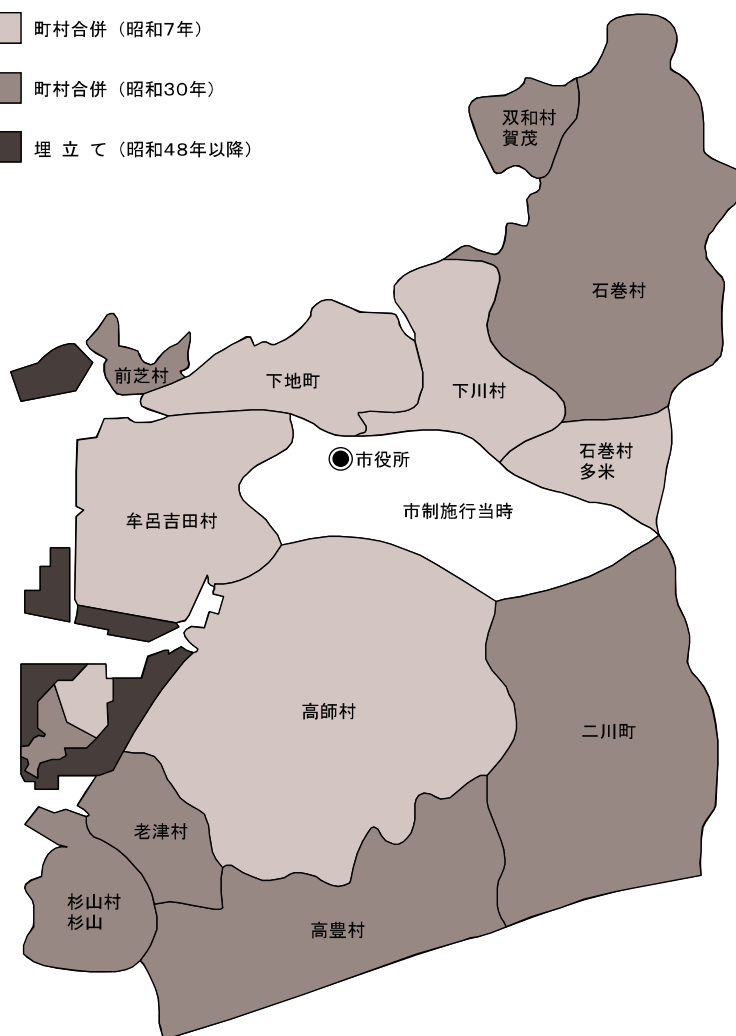 町村合併（昭和7年）
町村合併（昭和30年）
埋立て（昭和48年以降）
双和村
賀茂
石巻村
前芝村
下地町
下川村
石巻村
多米
市役所
市制施行当時
牟呂吉田村
高師村
二川町
老津村
杉山村
杉山
高豊村